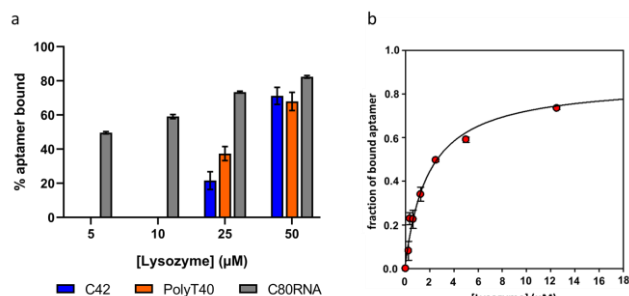 a
b
100
80
60
40
20
0
% aptamer bound
5 10 25 50
[Lysozyme] (µM)
C42 PolyT40 C80RNA
1.0
0.8
0.6
0.4
0.2
0.0
fraction of bound aptamer
0 2 4 6 8 10 12 14 16 18